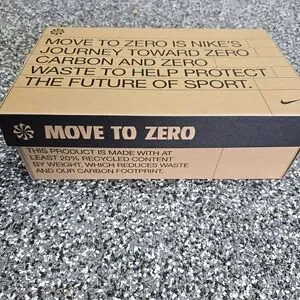 MOVE TO ZERO IS NIKE'S
JOURNEY TOWARD ZERO
CARBON AND ZERO
WASTE TO HELP PROTECT
THE FUTURE OF SPORT.
MOVE TO ZERO
THIS PRODUCT IS MADE WITH AT
LEAST 20% RECYCLED CONTENT
BY WEIGHT, WHICH REDUCES WASTE
AND OUR CARBON FOOTPRINT.